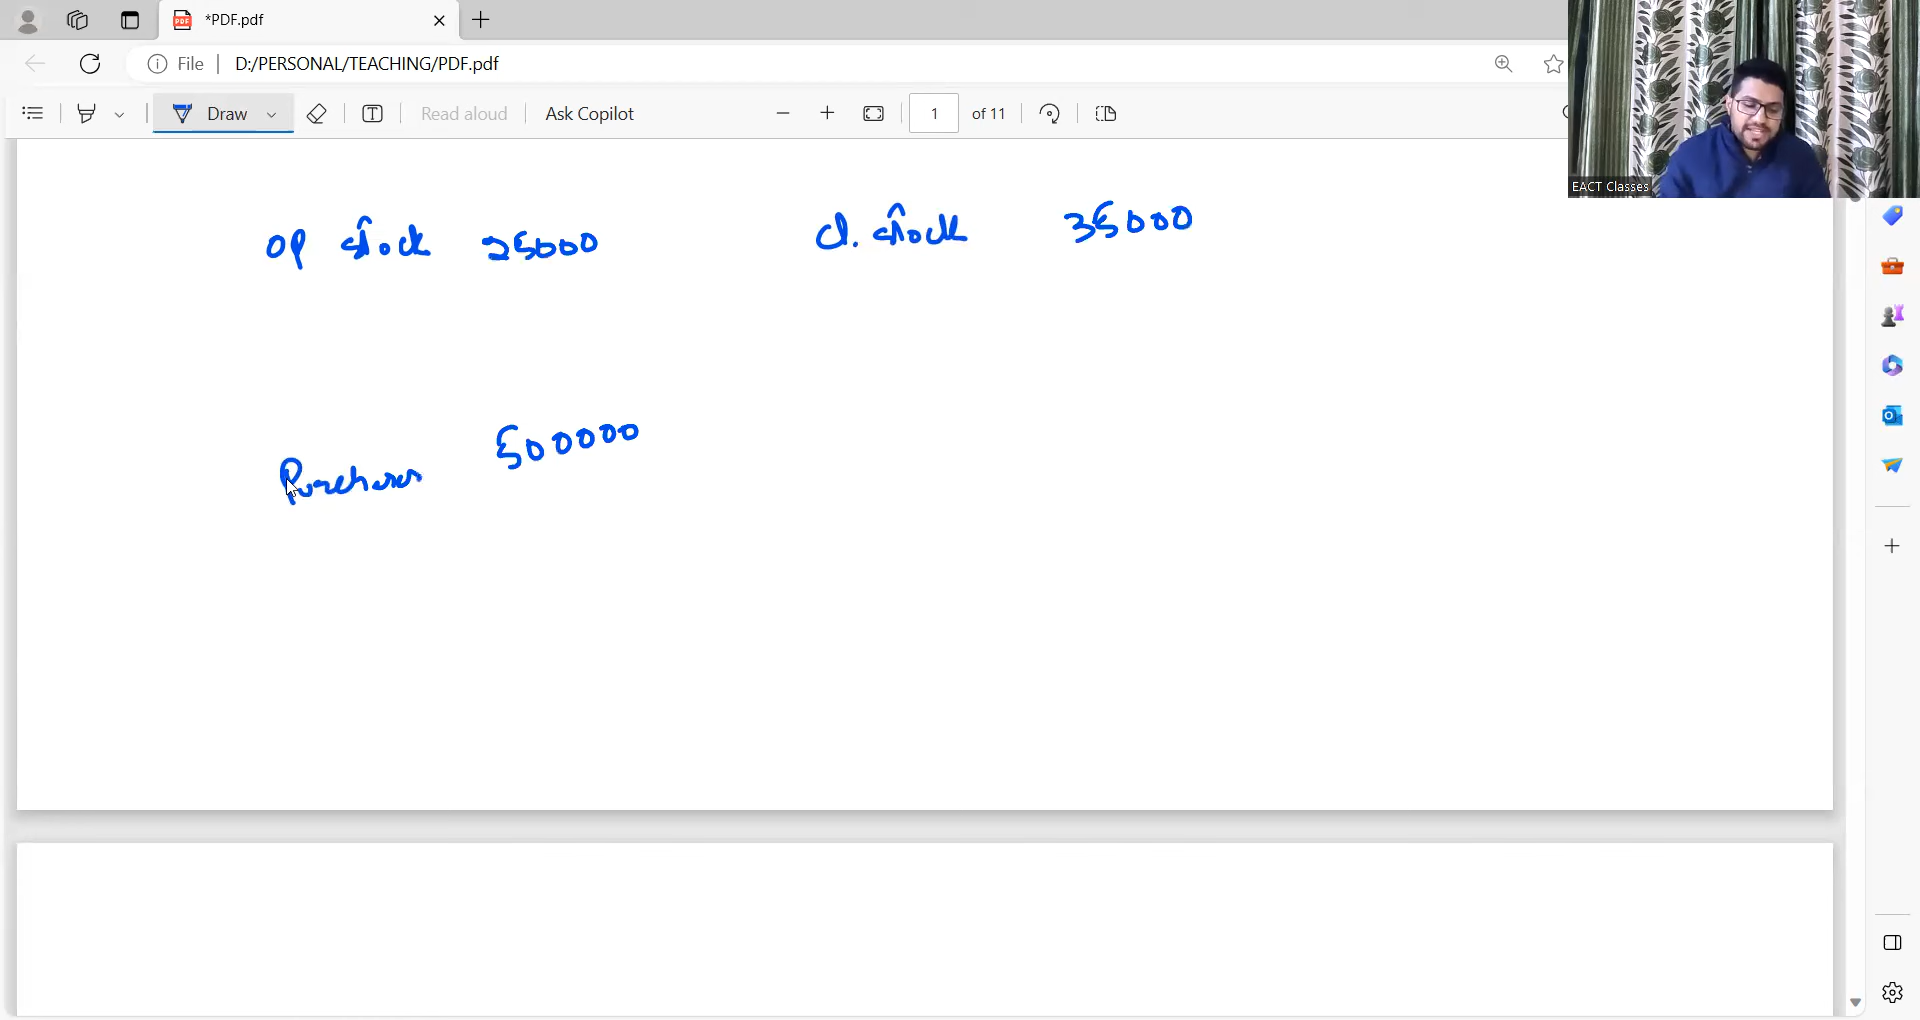 *PDF.pdf
File | D:/PERSONAL/TEACHING/PDF.pdf
Draw Read aloud Ask Copilot 1 of 11
EACT Classes
op stock 25000 cl. stock 35000
500000
Purchases